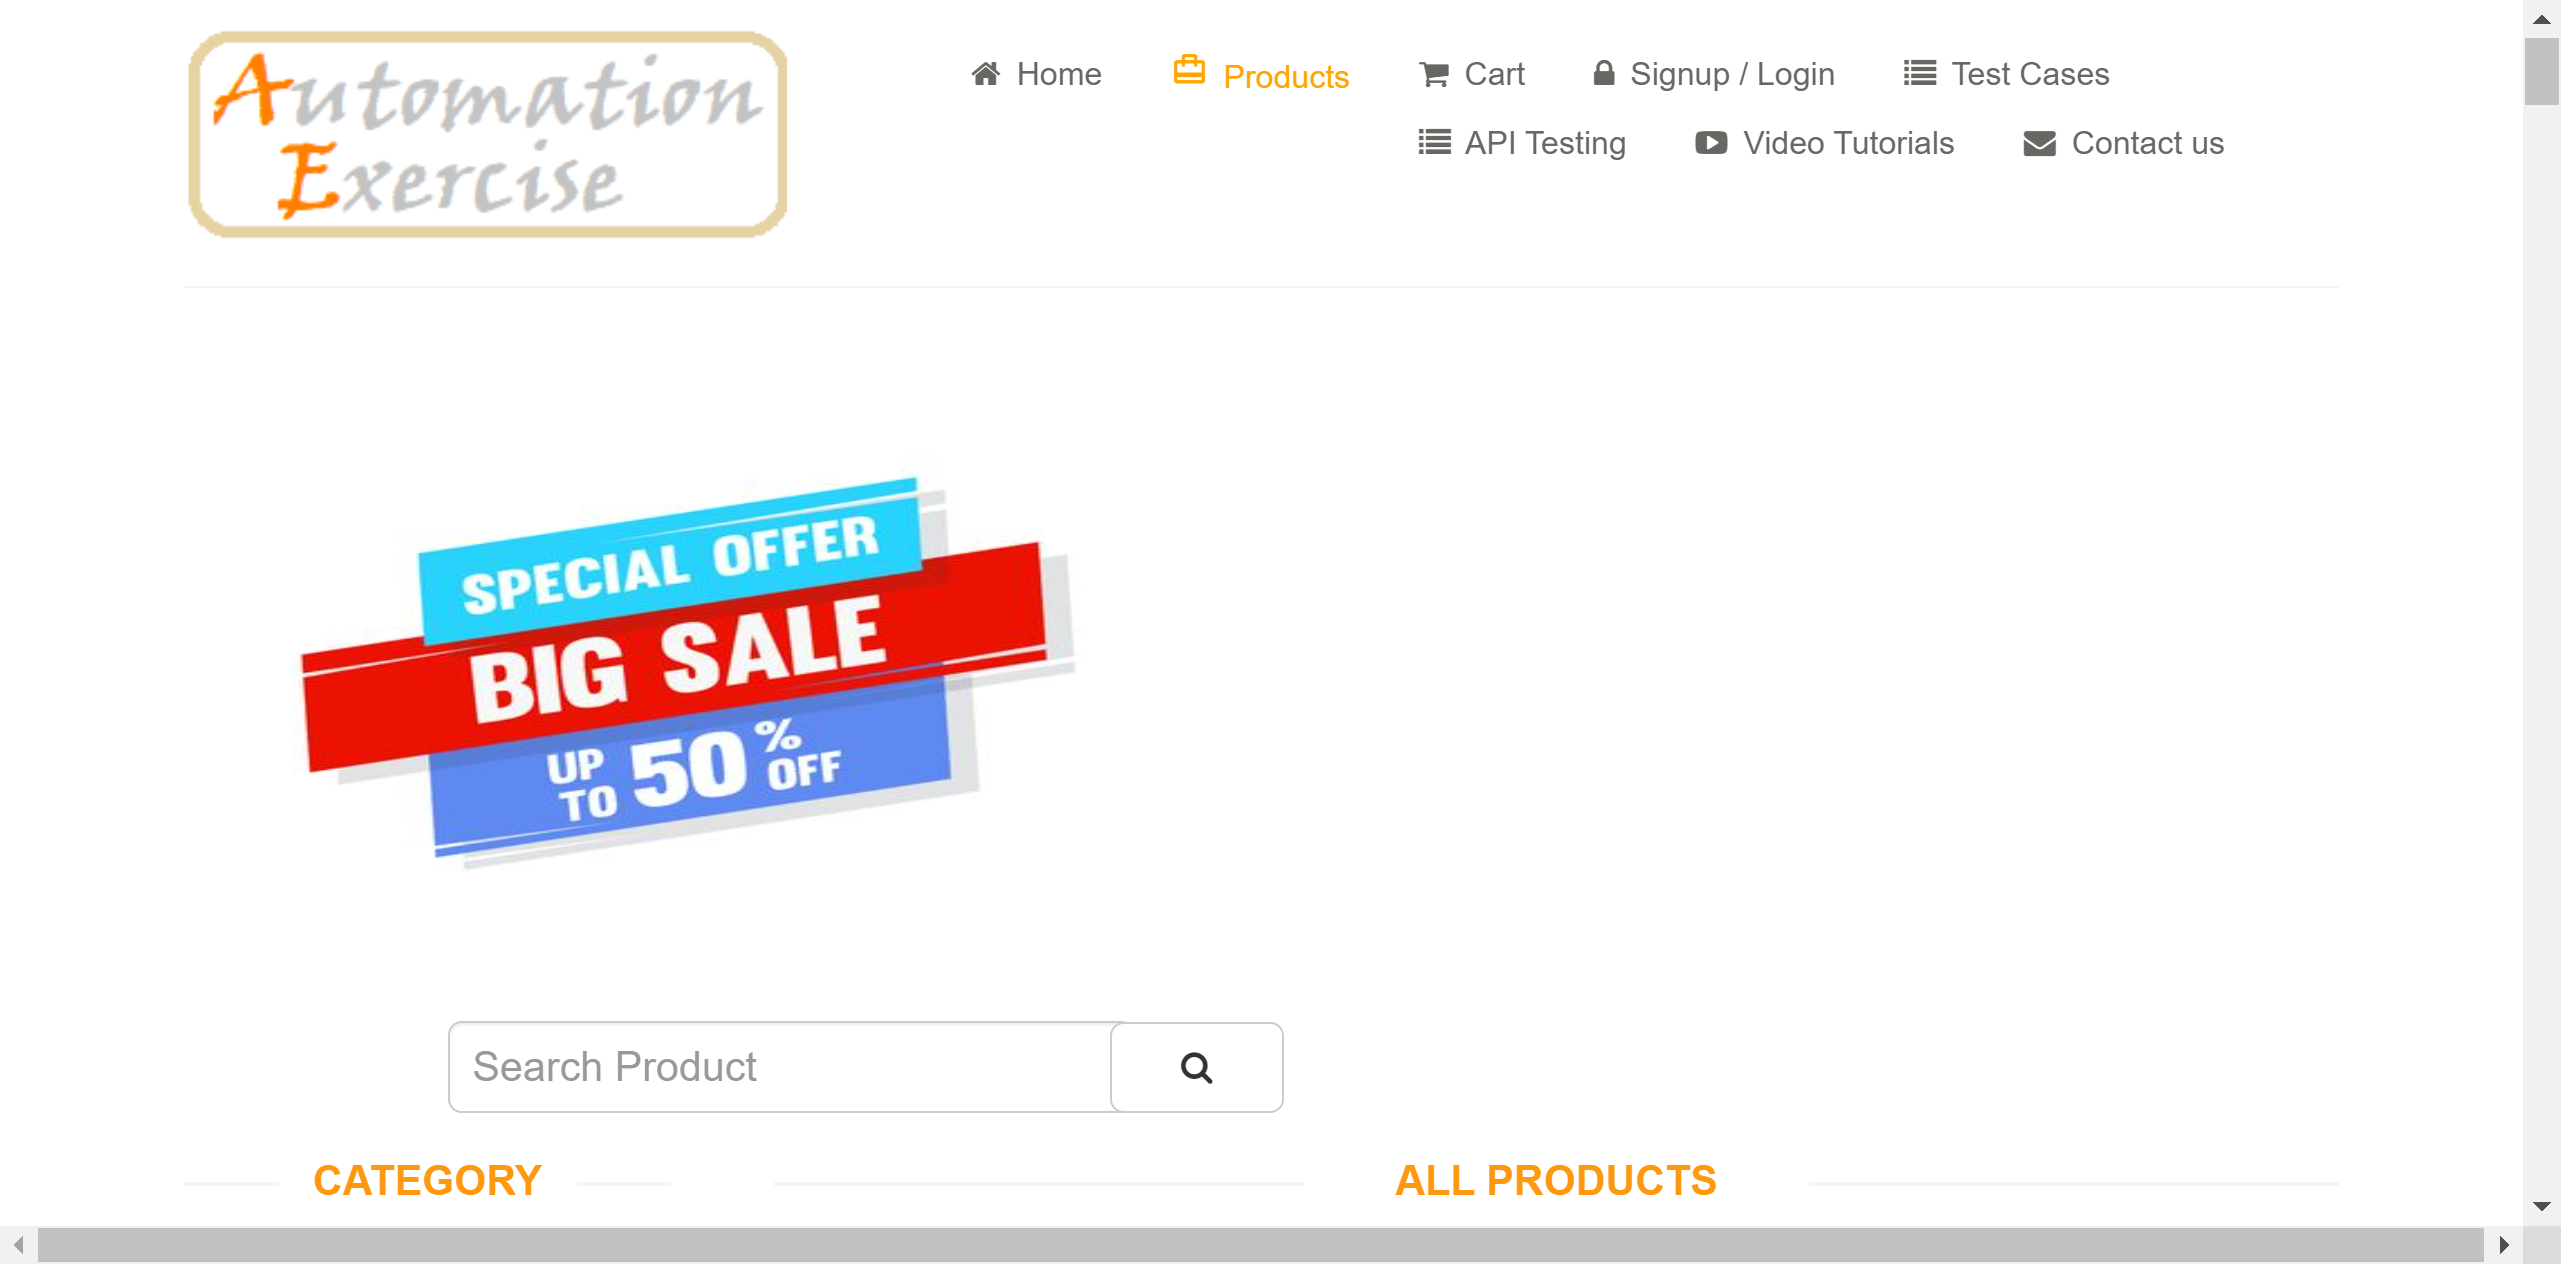 Automation
Exercise
Home Products Cart Signup / Login Test Cases
API Testing Video Tutorials Contact us
SPECIAL OFFER
BIG SALE
UP TO 50% OFF
Search Product
CATEGORY
ALL PRODUCTS